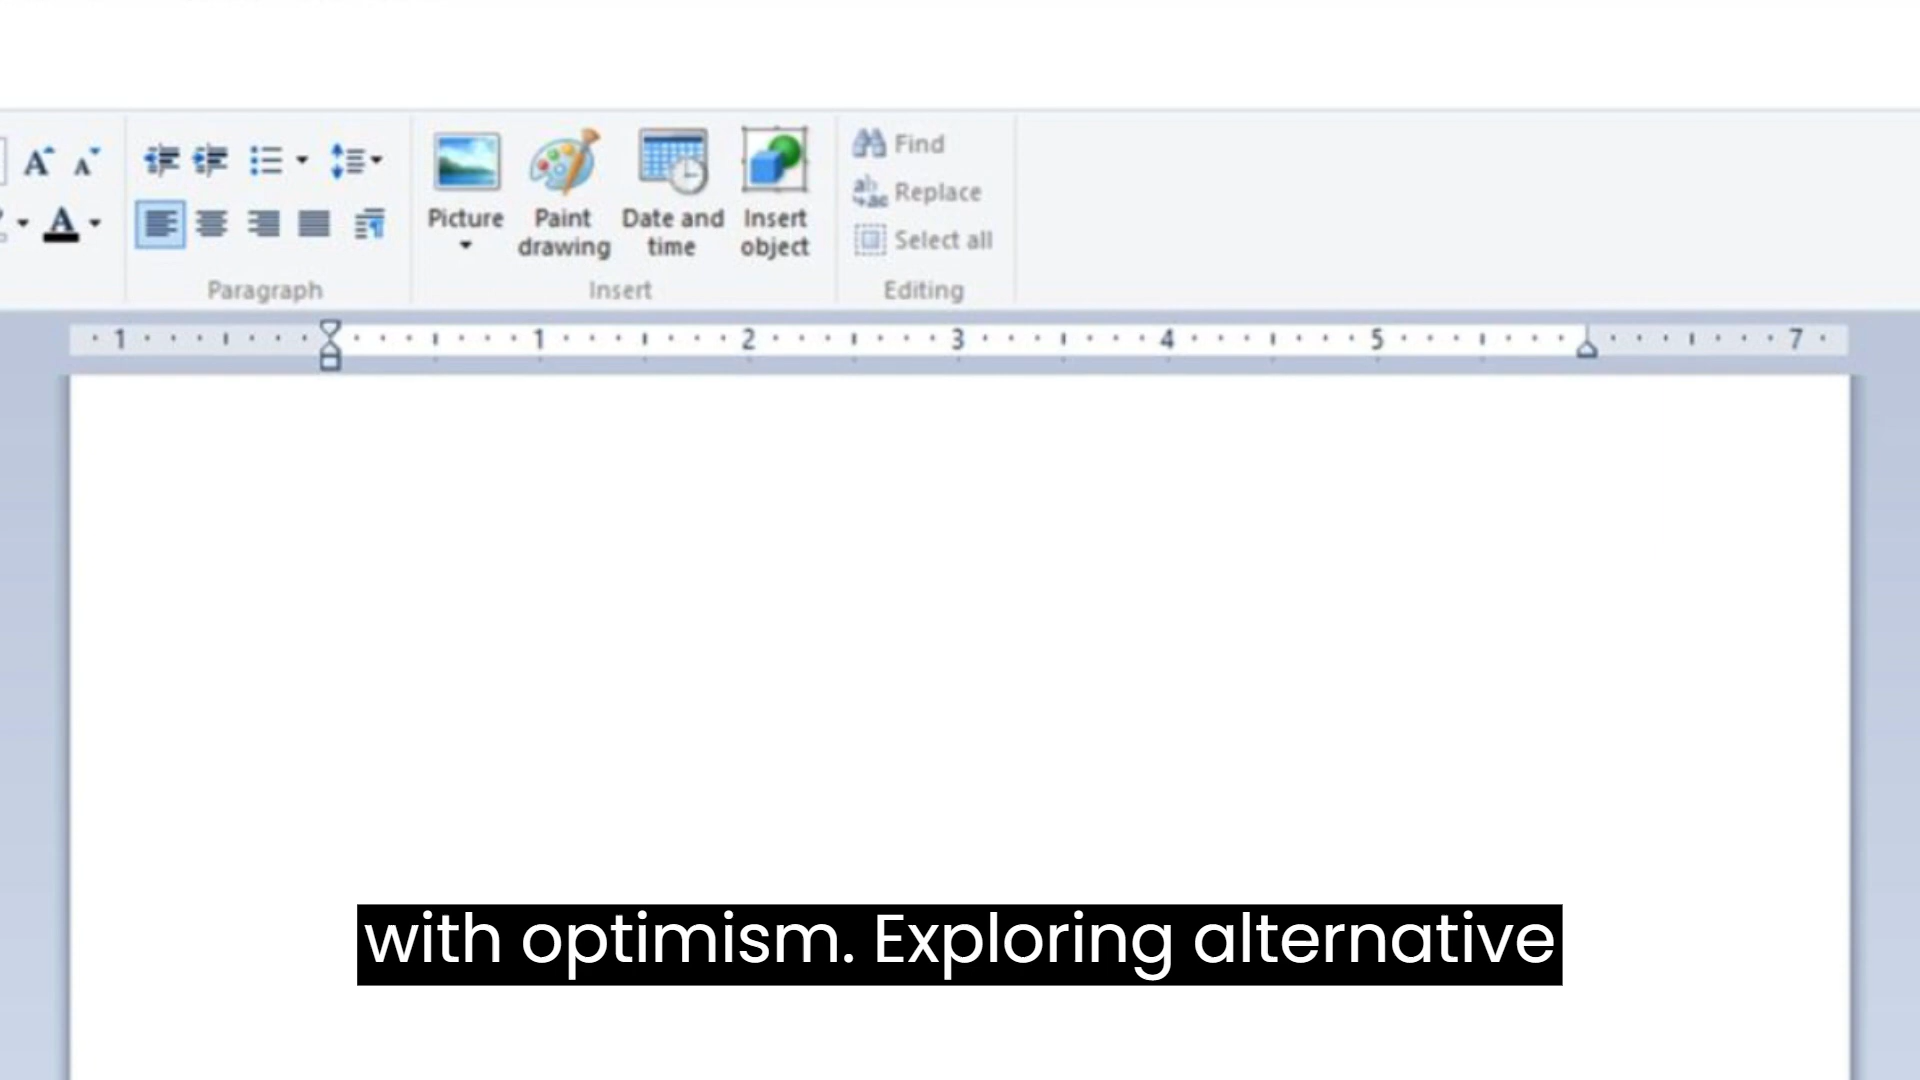 A A
A
Find
Replace
Select all
Picture
Paint drawing
Date and time
Insert object
Paragraph
Insert
Editing
1 1 2 3 4 5 7
with optimism. Exploring alternative